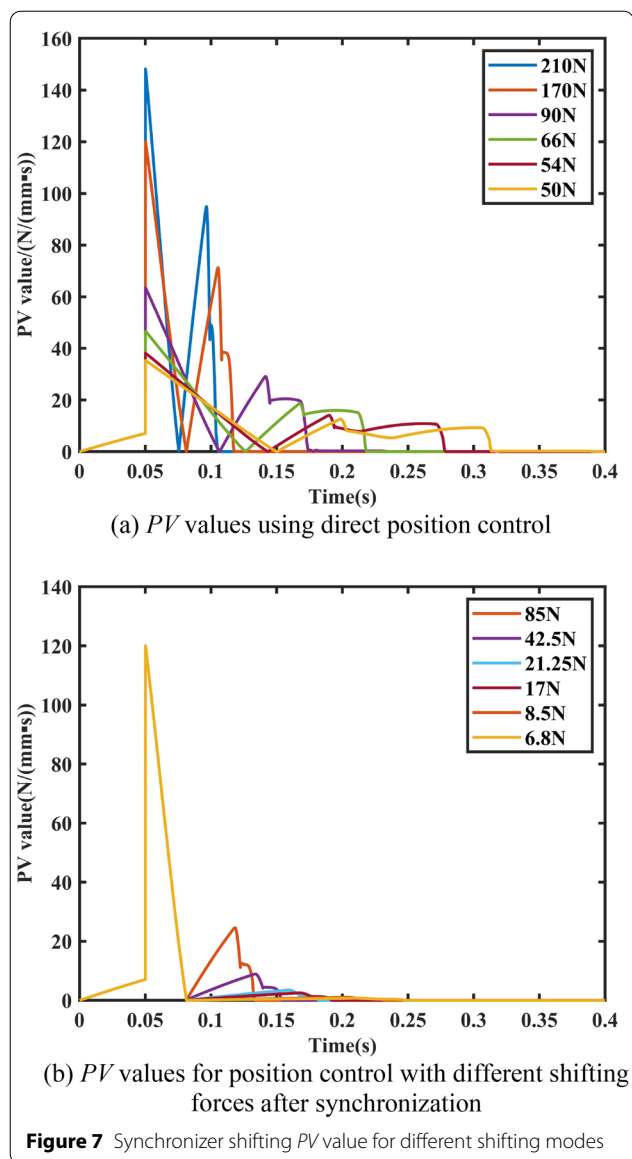 160
140
120
100
80
60
40
20
0
PV value/(N/(mm▪s))
210N
170N
90N
66N
54N
50N
0 0.05 0.1 0.15 0.2 0.25 0.3 0.35 0.4
Time(s)
(a) PV values using direct position control
140
120
100
80
60
40
20
0
PV value(N/(mm▪s))
85N
42.5N
21.25N
17N
8.5N
6.8N
0 0.05 0.1 0.15 0.2 0.25 0.3 0.35 0.4
Time(s)
(b) PV values for position control with different shifting
forces after synchronization
Figure 7 Synchronizer shifting PV value for different shifting modes